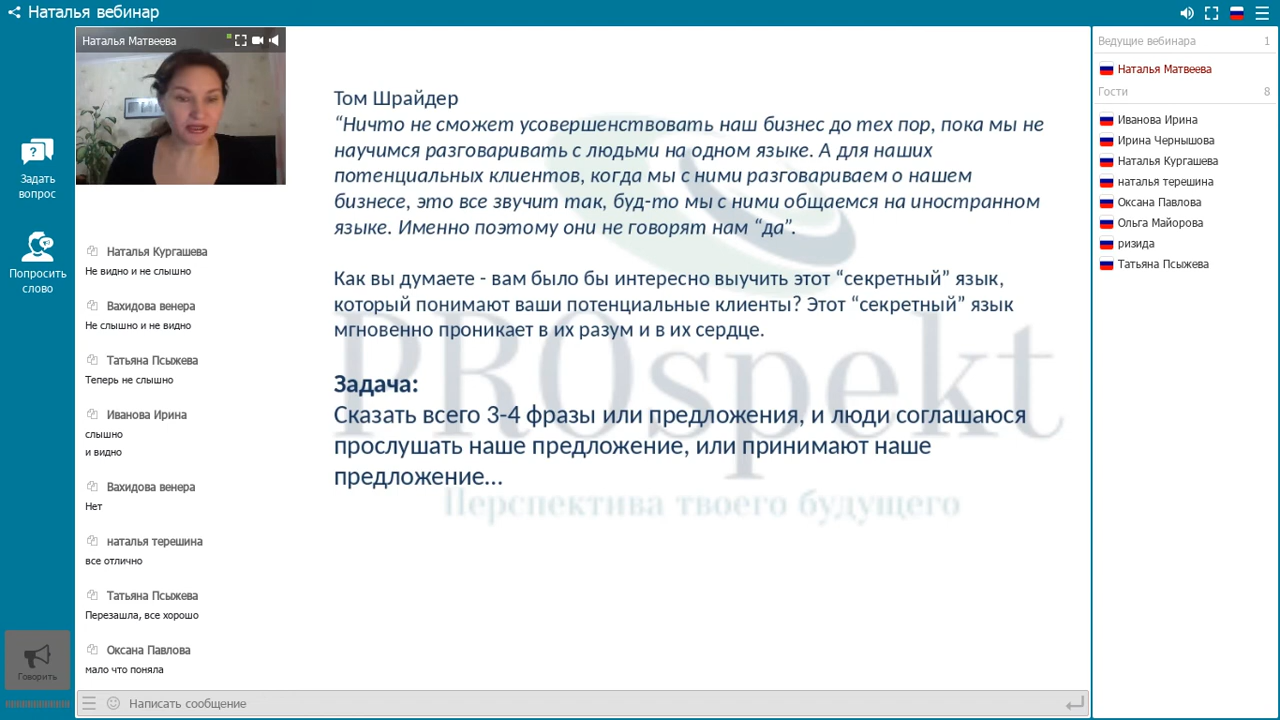 Наталья вебинар
Наталья Матвеева
Задать
вопрос
Попросить
слово
Говорить
Наталья Кургашева
Не видно и не слышно
Вахидова венера
Не слышно и не видно
Татьяна Псыжева
Теперь не слышно
Иванова Ирина
слышно
и видно
Вахидова венера
Нет
наталья терешина
все отлично
Татьяна Псыжева
Перезашла, все хорошо
Оксана Павлова
мало что поняла
Написать сообщение
Том Шрайдер
“Ничто не сможет усовершенствовать наш бизнес до тех пор, пока мы не
научимся разговаривать с людьми на одном языке. А для наших
потенциальных клиентов, когда мы с ними разговариваем о нашем
бизнесе, это все звучит так, буд-то мы с ними общаемся на иностранном
языке. Именно поэтому они не говорят нам “да”.
Как вы думаете - вам было бы интересно выучить этот “секретный” язык,
который понимают ваши потенциальные клиенты? Этот “секретный” язык
мгновенно проникает в их разум и в их сердце.
Задача:
Сказать всего 3-4 фразы или предложения, и люди соглашаюся
прослушать наше предложение, или принимают наше
предложение...
PROspekt
Перспектива твоего будущего
Ведущие вебинара 1
Наталья Матвеева
Гости 8
Иванова Ирина
Ирина Чернышова
Наталья Кургашева
наталья терешина
Оксана Павлова
Ольга Майорова
ризида
Татьяна Псыжева